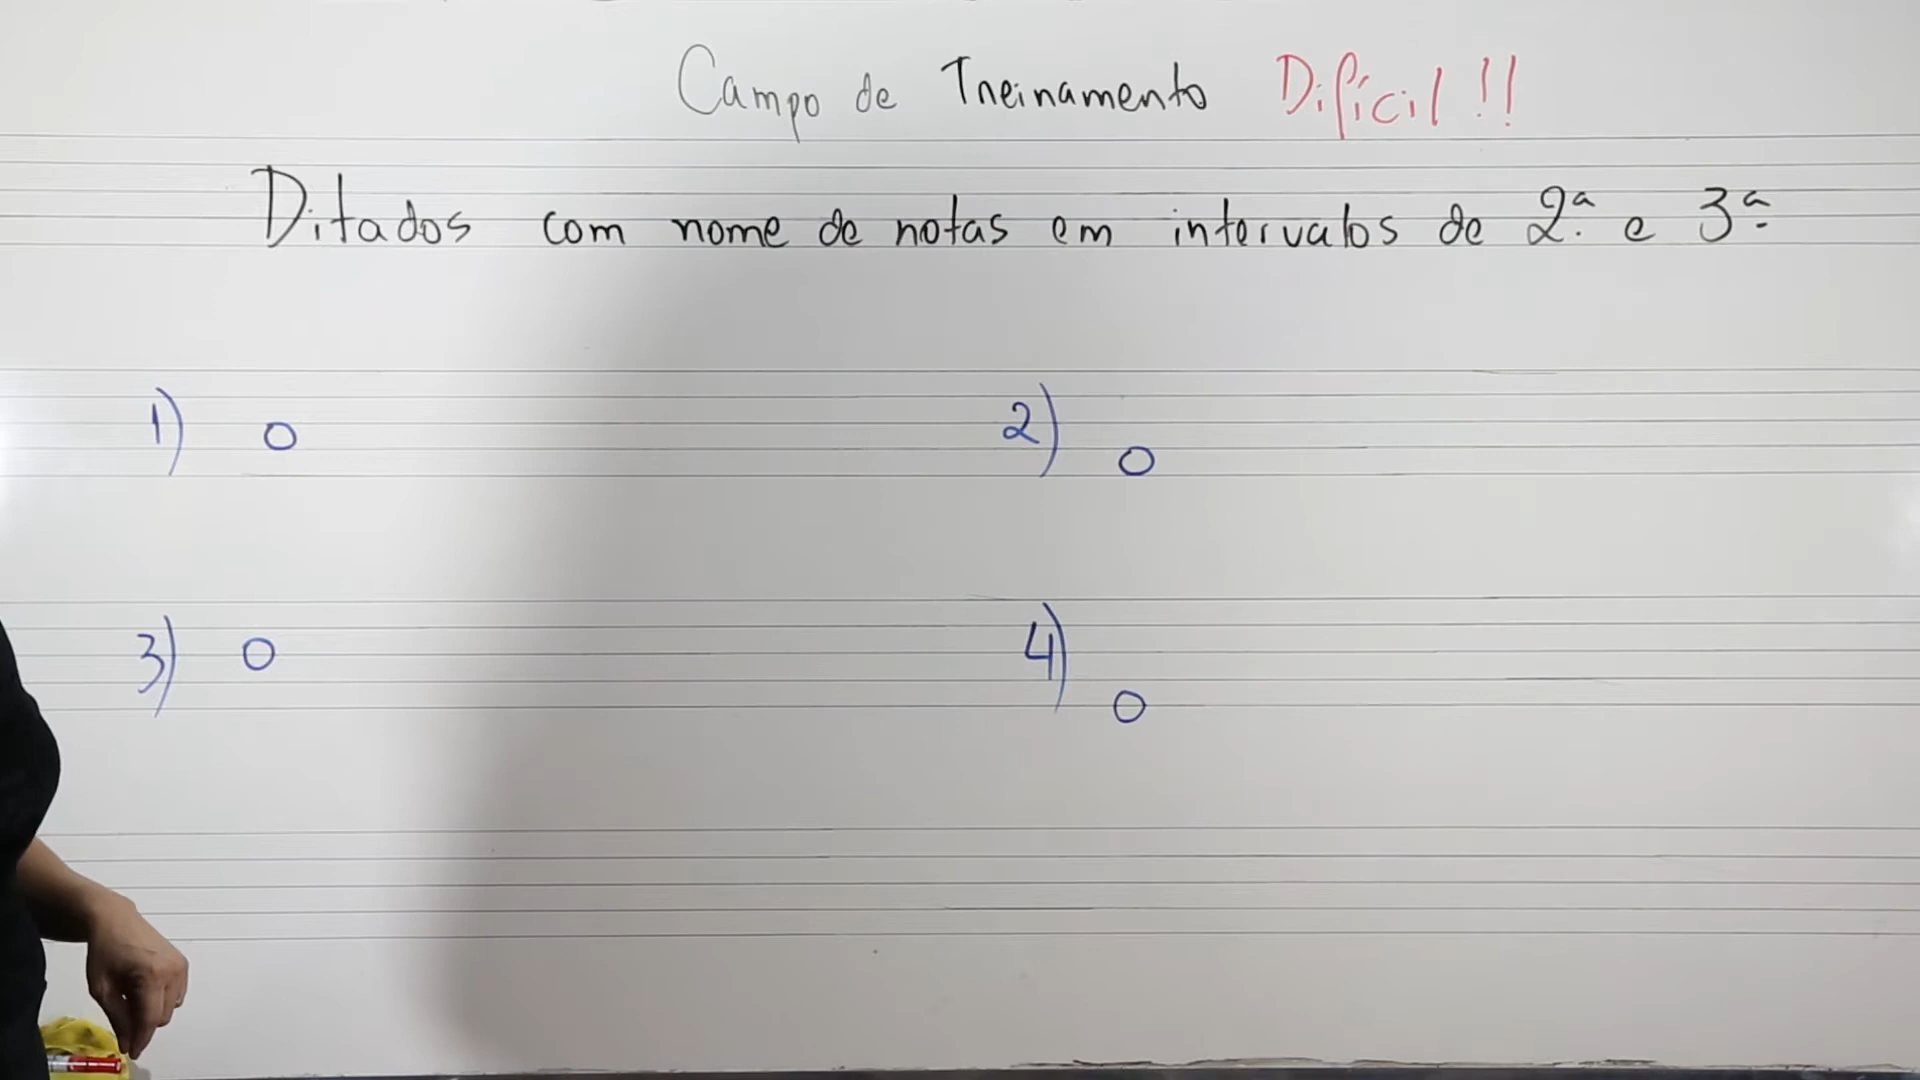 Campo de Treinamento Difícil!!
Ditados com nome de notas em intervalos de 2ª e 3ª
1) 2)
3) 4)